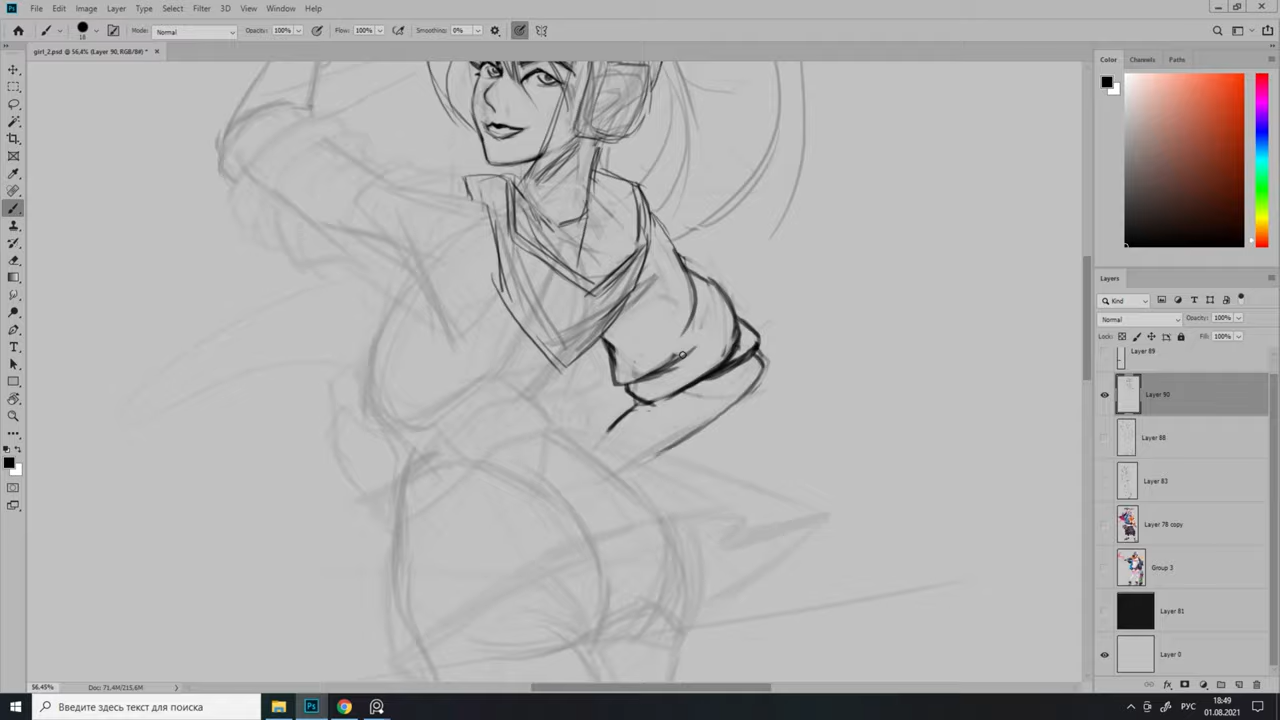 File Edit Image Layer Type Select Filter 3D View Window Help
18 Mode: Normal Opacity: 100% Flow: 100% Smoothing: 0%
girl_2.psd @ 56,4% (Layer 90, RGB/8#) *
Color Channels Paths
Layers
Kind
Normal Opacity: 100%
Lock: Fill: 100%
Layer 89
Layer 90
Layer 88
Layer 83
Layer 78 copy
Group 3
Layer 81
Layer 0
56,45% Doc: 71,4M/215,6M
Введите здесь текст для поиска
РУС
18:49
01.08.2021